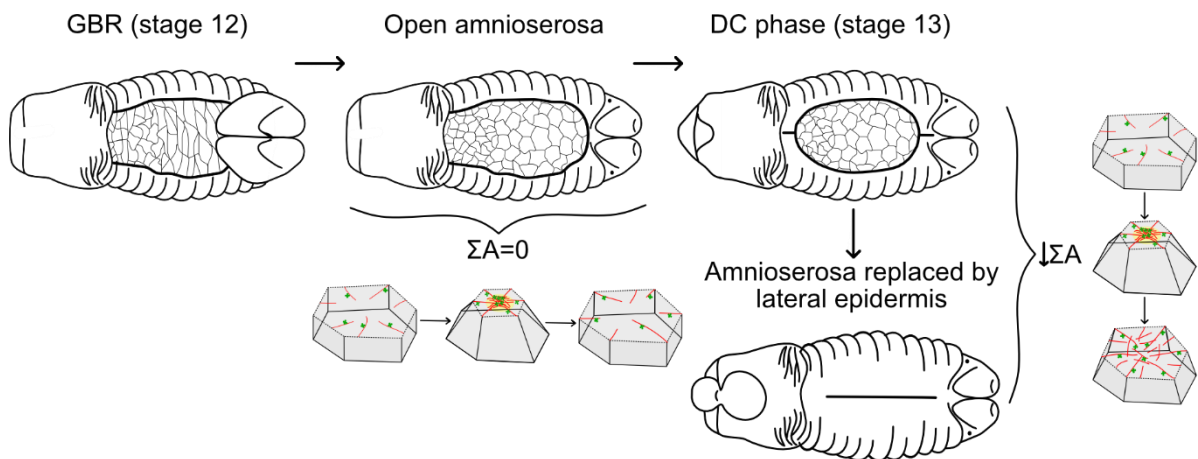 GBR (stage 12)
Open amnioserosa
DC phase (stage 13)
ΣA=0
↓ΣA
Amnioserosa replaced by
lateral epidermis